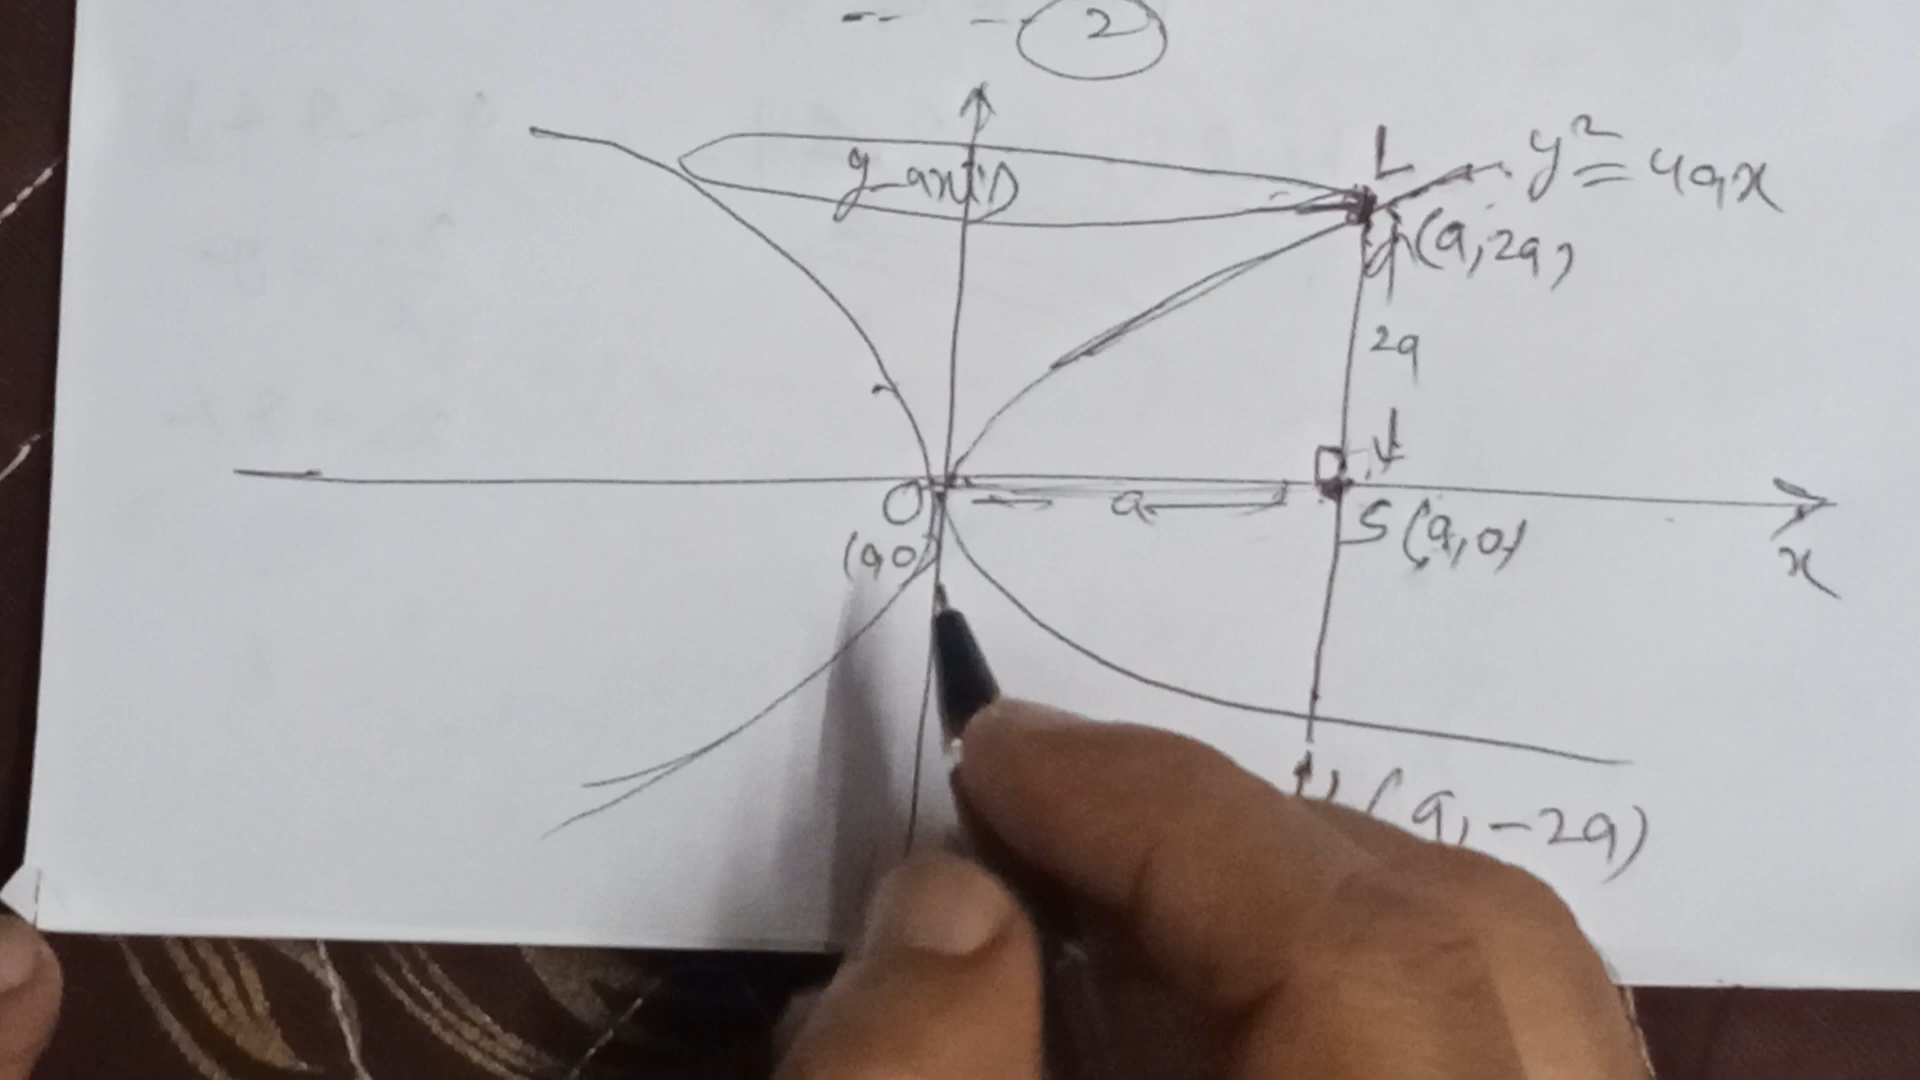 -- - 2
L
y² = 4ax
y-axis
(a, 2a)
2a
O
a
S (a, 0)
(0,0
x
(a, -2a)